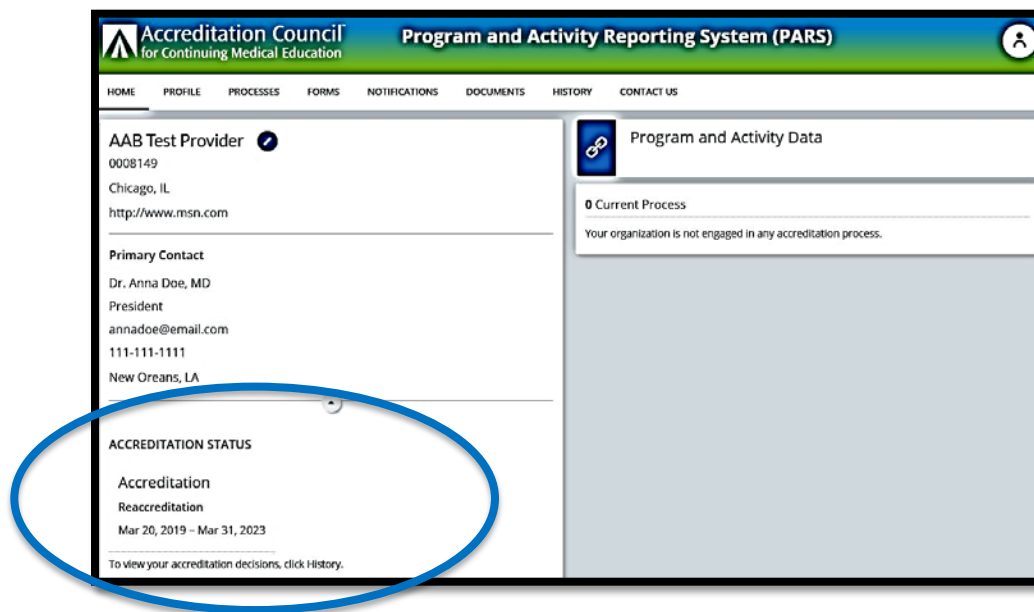 Accreditation Council
for Continuing Medical Education
Program and Activity Reporting System (PARS)
HOME PROFILE PROCESSES FORMS NOTIFICATIONS DOCUMENTS HISTORY CONTACT US
AAB Test Provider
0008149
Chicago, IL
http://www.msn.com
Primary Contact
Dr. Anna Doe, MD
President
annadoe@email.com
111-111-1111
New Oreans, LA
ACCREDITATION STATUS
Accreditation
Reaccreditation
Mar 20, 2019 – Mar 31, 2023
To view your accreditation decisions, click History.
Program and Activity Data
0 Current Process
Your organization is not engaged in any accreditation process.